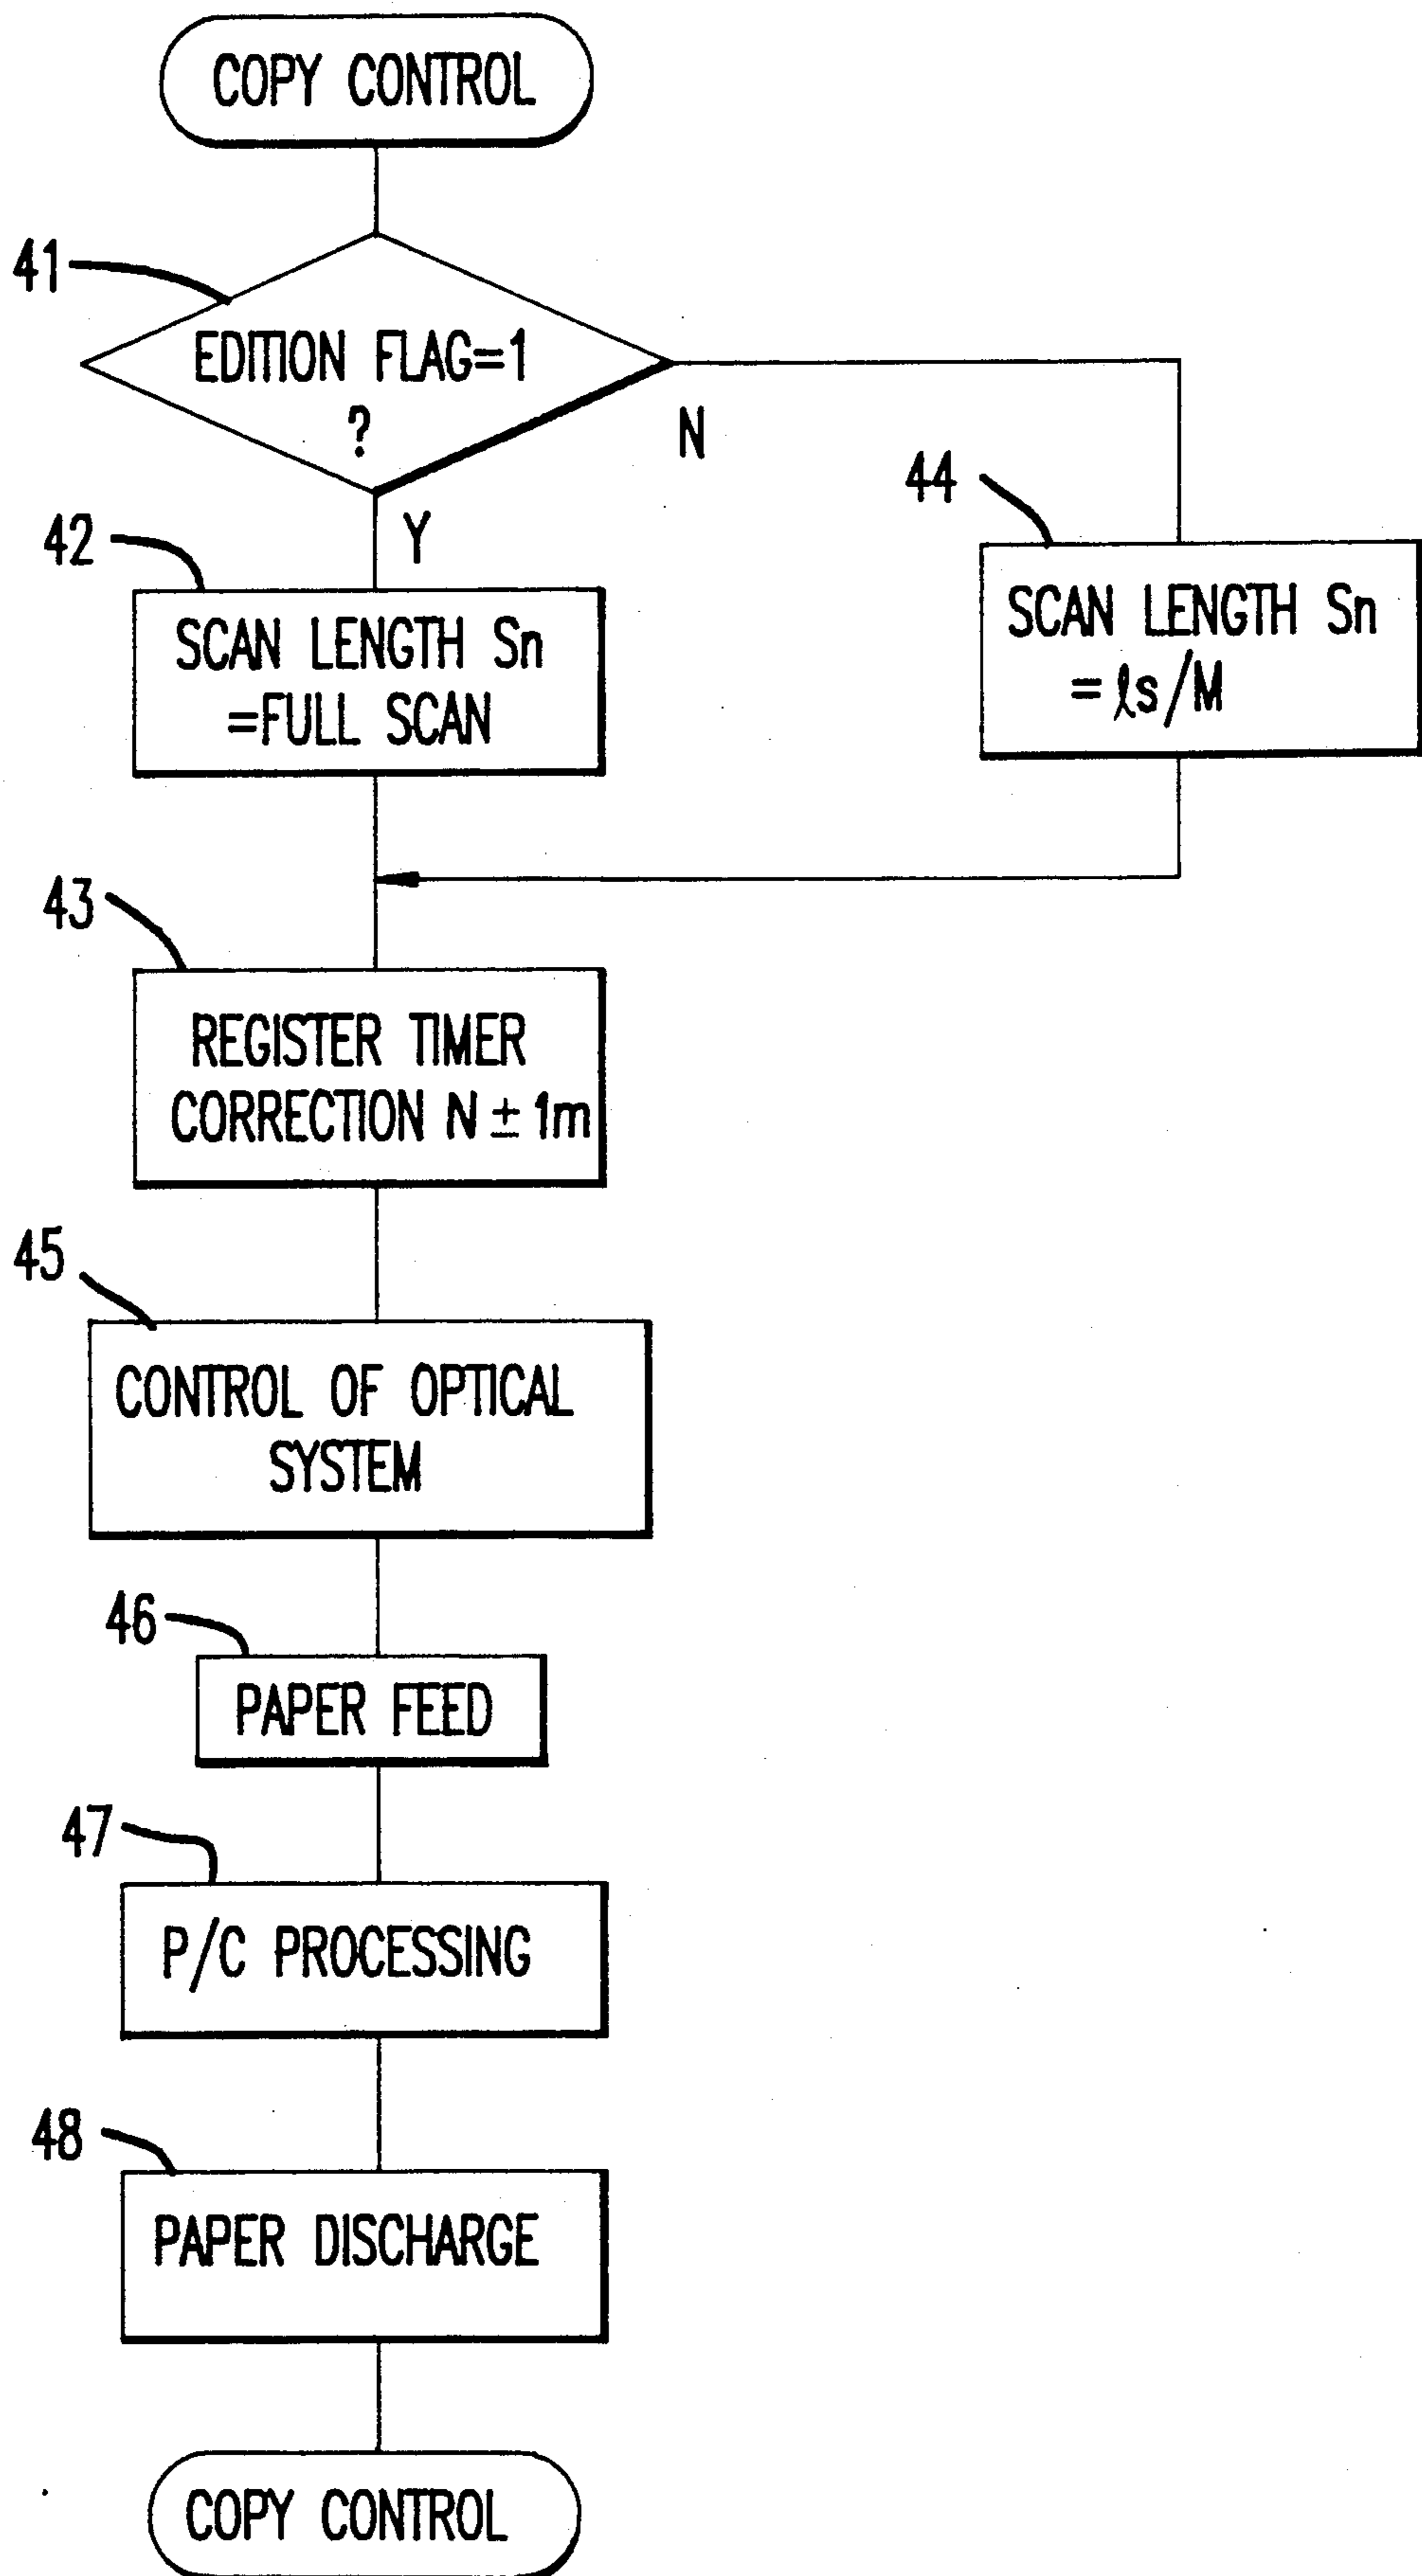 COPY CONTROL
41
EDITION FLAG=1
?
N
Y
42
SCAN LENGTH Sn
=FULL SCAN
44
SCAN LENGTH Sn
=ℓs/M
43
REGISTER TIMER
CORRECTION N ± 1m
45
CONTROL OF OPTICAL
SYSTEM
46
PAPER FEED
47
P/C PROCESSING
48
PAPER DISCHARGE
COPY CONTROL